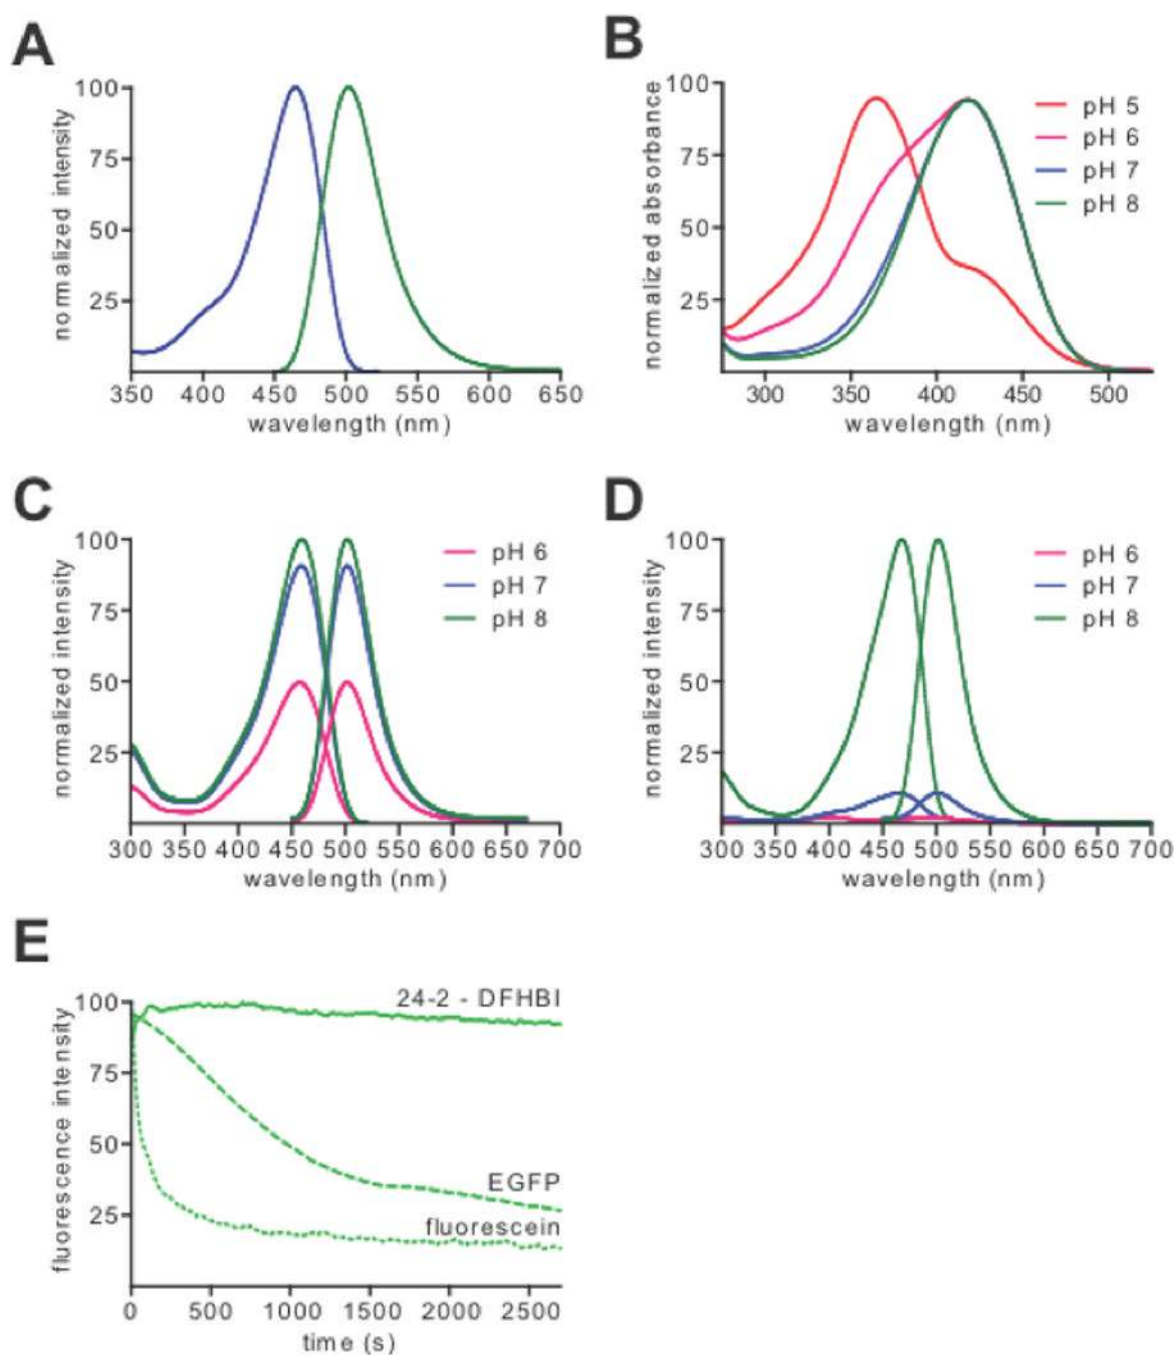 A
100
75
50
25
normalized intensity
350 400 450 500 550 600 650
wavelength (nm)
B
100
75
50
25
normalized absorbance
pH 5
pH 6
pH 7
pH 8
300 350 400 450 500
wavelength (nm)
C
100
75
50
25
normalized intensity
pH 6
pH 7
pH 8
300 350 400 450 500 550 600 650 700
wavelength (nm)
D
100
75
50
25
normalized intensity
pH 6
pH 7
pH 8
300 350 400 450 500 550 600 650 700
wavelength (nm)
E
100
75
50
25
fluorescence intensity
24-2 - DFHBI
EGFP
fluorescein
0 500 1000 1500 2000 2500
time (s)